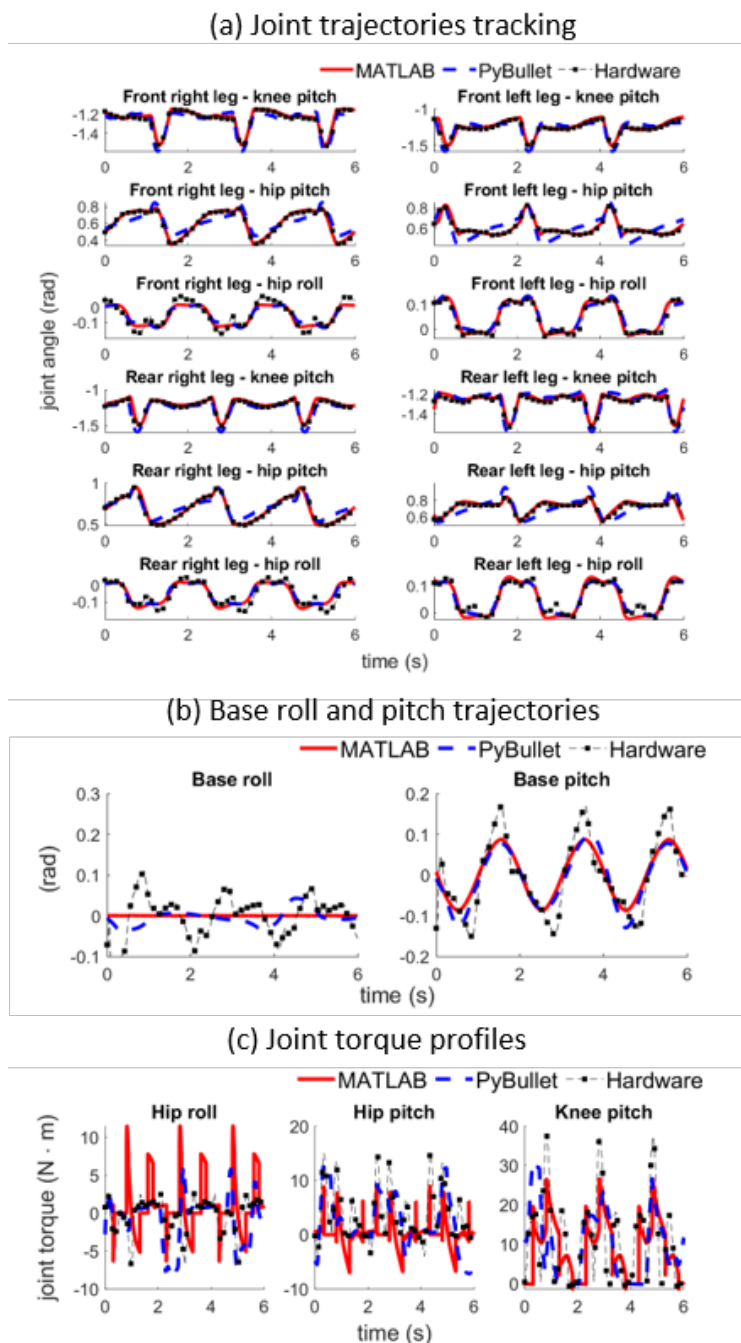 (a) Joint trajectories tracking
MATLAB PyBullet Hardware
Front right leg - knee pitch
-1.2
-1.4
0 2 4 6
Front left leg - knee pitch
-1
-1.5
0 2 4 6
Front right leg - hip pitch
0.8
0.6
0.4
0 2 4 6
Front left leg - hip pitch
0.8
0.6
0 2 4 6
Front right leg - hip roll
0
-0.1
0 2 4 6
Front left leg - hip roll
0.1
0
0 2 4 6
Rear right leg - knee pitch
-1
-1.5
0 2 4 6
Rear left leg - knee pitch
-1.2
-1.4
0 2 4 6
Rear right leg - hip pitch
1
0.5
0 2 4 6
Rear left leg - hip pitch
0.8
0.6
0 2 4 6
Rear right leg - hip roll
0
-0.1
0 2 4 6
Rear left leg - hip roll
0.1
0
0 2 4 6
joint angle (rad)
time (s)
(b) Base roll and pitch trajectories
MATLAB PyBullet Hardware
Base roll
0.3
0.2
0.1
0
-0.1
0 2 4 6
Base pitch
0.2
0.1
0
-0.1
-0.2
0 2 4 6
(rad)
time (s)
(c) Joint torque profiles
MATLAB PyBullet Hardware
Hip roll
10
5
0
-5
-10
0 2 4 6
Hip pitch
20
10
0
-10
0 2 4 6
Knee pitch
40
30
20
10
0
0 2 4 6
joint torque (N · m)
time (s)